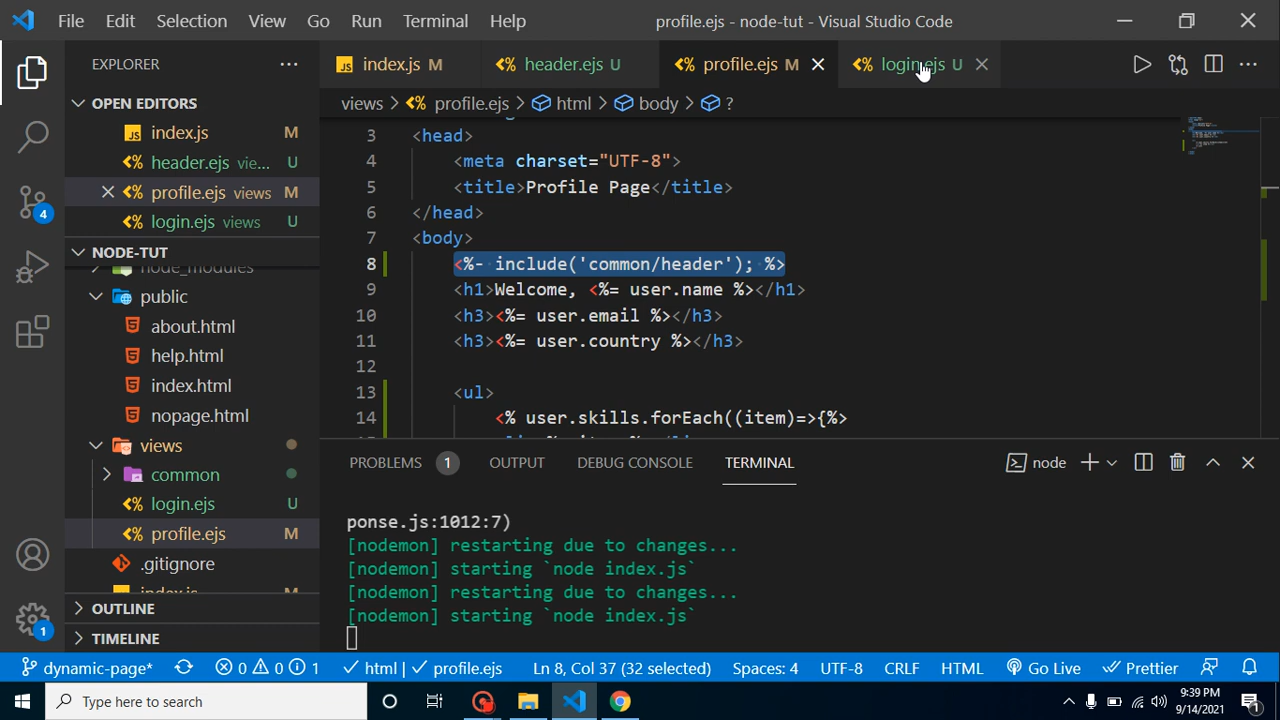 File Edit Selection View Go Run Terminal Help profile.ejs - node-tut - Visual Studio Code
EXPLORER
OPEN EDITORS
index.js M
header.ejs vie... U
profile.ejs views M
login.ejs views U
NODE-TUT
node_modules
public
about.html
help.html
index.html
nopage.html
views
common
login.ejs U
profile.ejs M
.gitignore
index.js M
OUTLINE
TIMELINE
4
1
JS index.js M header.ejs U profile.ejs M login.ejs U
views > profile.ejs > html > body > ?
3 <head>
4 <meta charset="UTF-8">
5 <title>Profile Page</title>
6 </head>
7 <body>
8 <%- include('common/header'); %>
9 <h1>Welcome, <%= user.name %></h1>
10 <h3><%= user.email %></h3>
11 <h3><%= user.country %></h3>
12
13 <ul>
14 <% user.skills.forEach((item)=>{%>
PROBLEMS 1 OUTPUT DEBUG CONSOLE TERMINAL node
ponse.js:1012:7)
[nodemon] restarting due to changes...
[nodemon] starting `node index.js`
[nodemon] restarting due to changes...
[nodemon] starting `node index.js`
dynamic-page* 0 0 1 html | profile.ejs Ln 8, Col 37 (32 selected) Spaces: 4 UTF-8 CRLF HTML Go Live Prettier
Type here to search
9:39 PM
9/14/2021
1